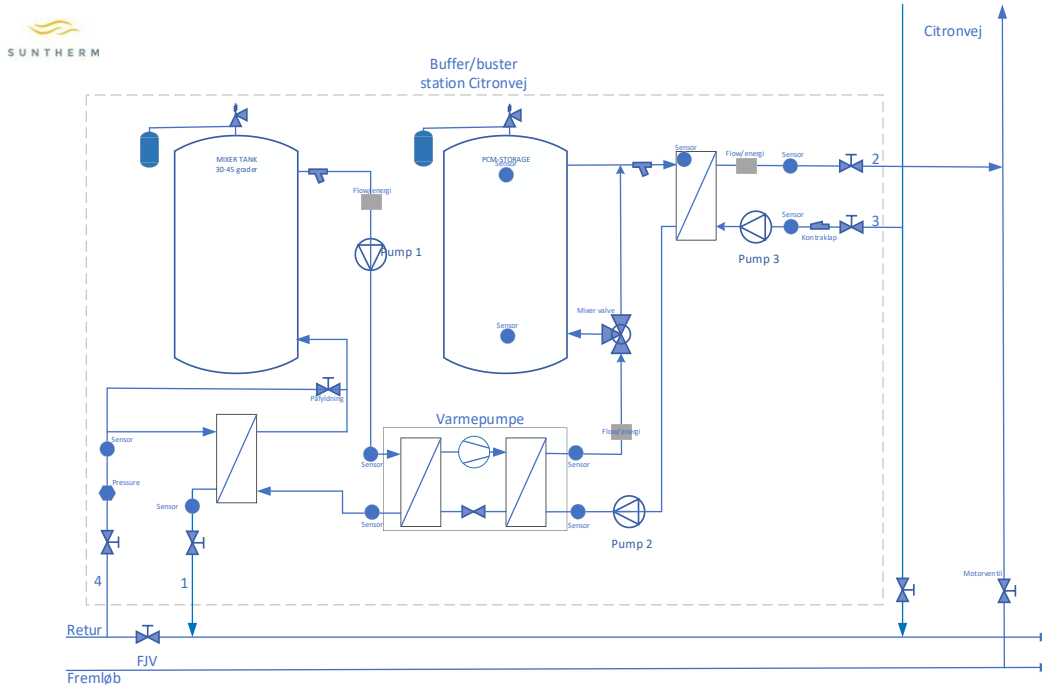 SUNTHERM
Citronvej
Buffer/buster
station Citronvej
MIXER TANK
30-45 grader
PCM-STORAGE
Sensor
Sensor
Flow/energi
Sensor
2
Flow/energi
Sensor
3
Kontraklap
Pump 1
Pump 3
Mixer valve
Sensor
Påfyldning
Varmepumpe
Flow/energi
Sensor
Sensor
Sensor
Pressure
Sensor
Sensor
Sensor
Pump 2
Motorventil
4
1
Retur
FJV
Fremløb